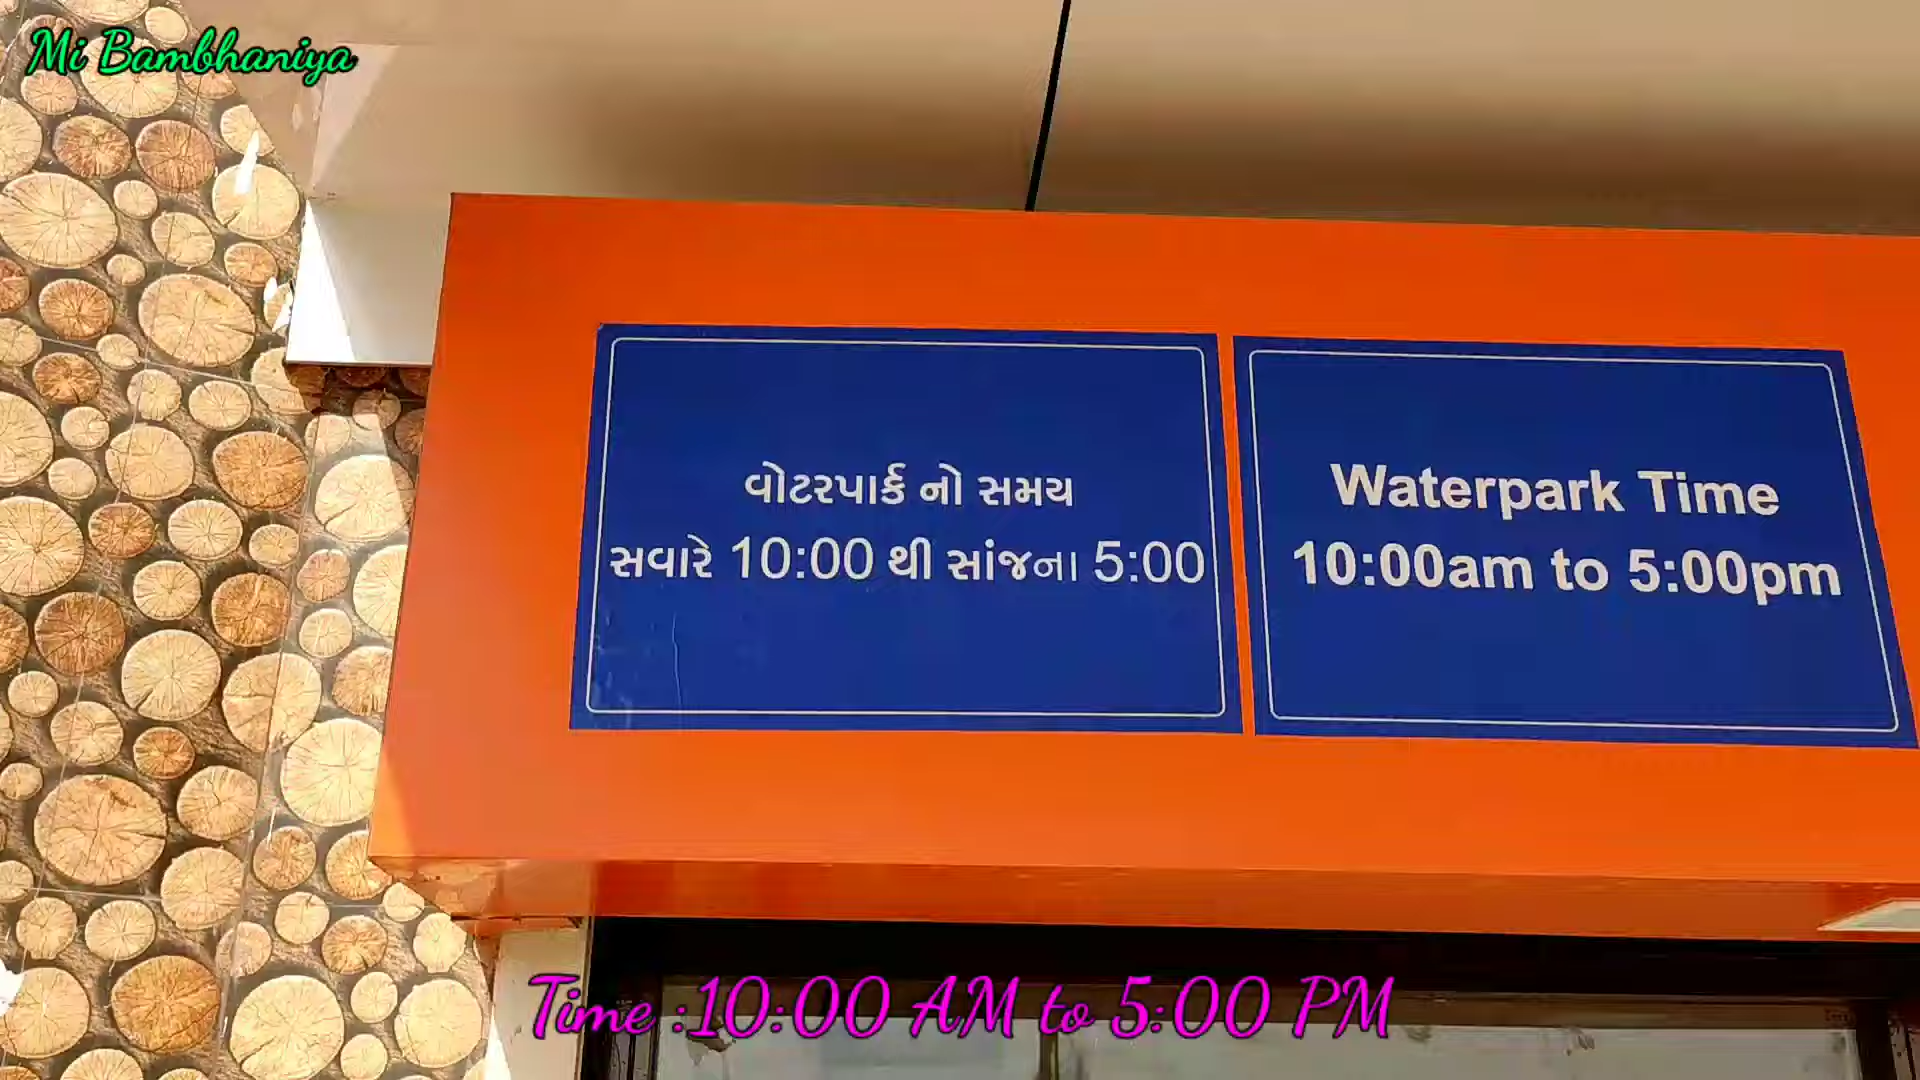 Mi Bambhaniya
વોટરપાર્ક નો સમય
સવારે 10:00 થી સાંજના 5:00
Waterpark Time
10:00am to 5:00pm
Time :10:00 AM to 5:00 PM